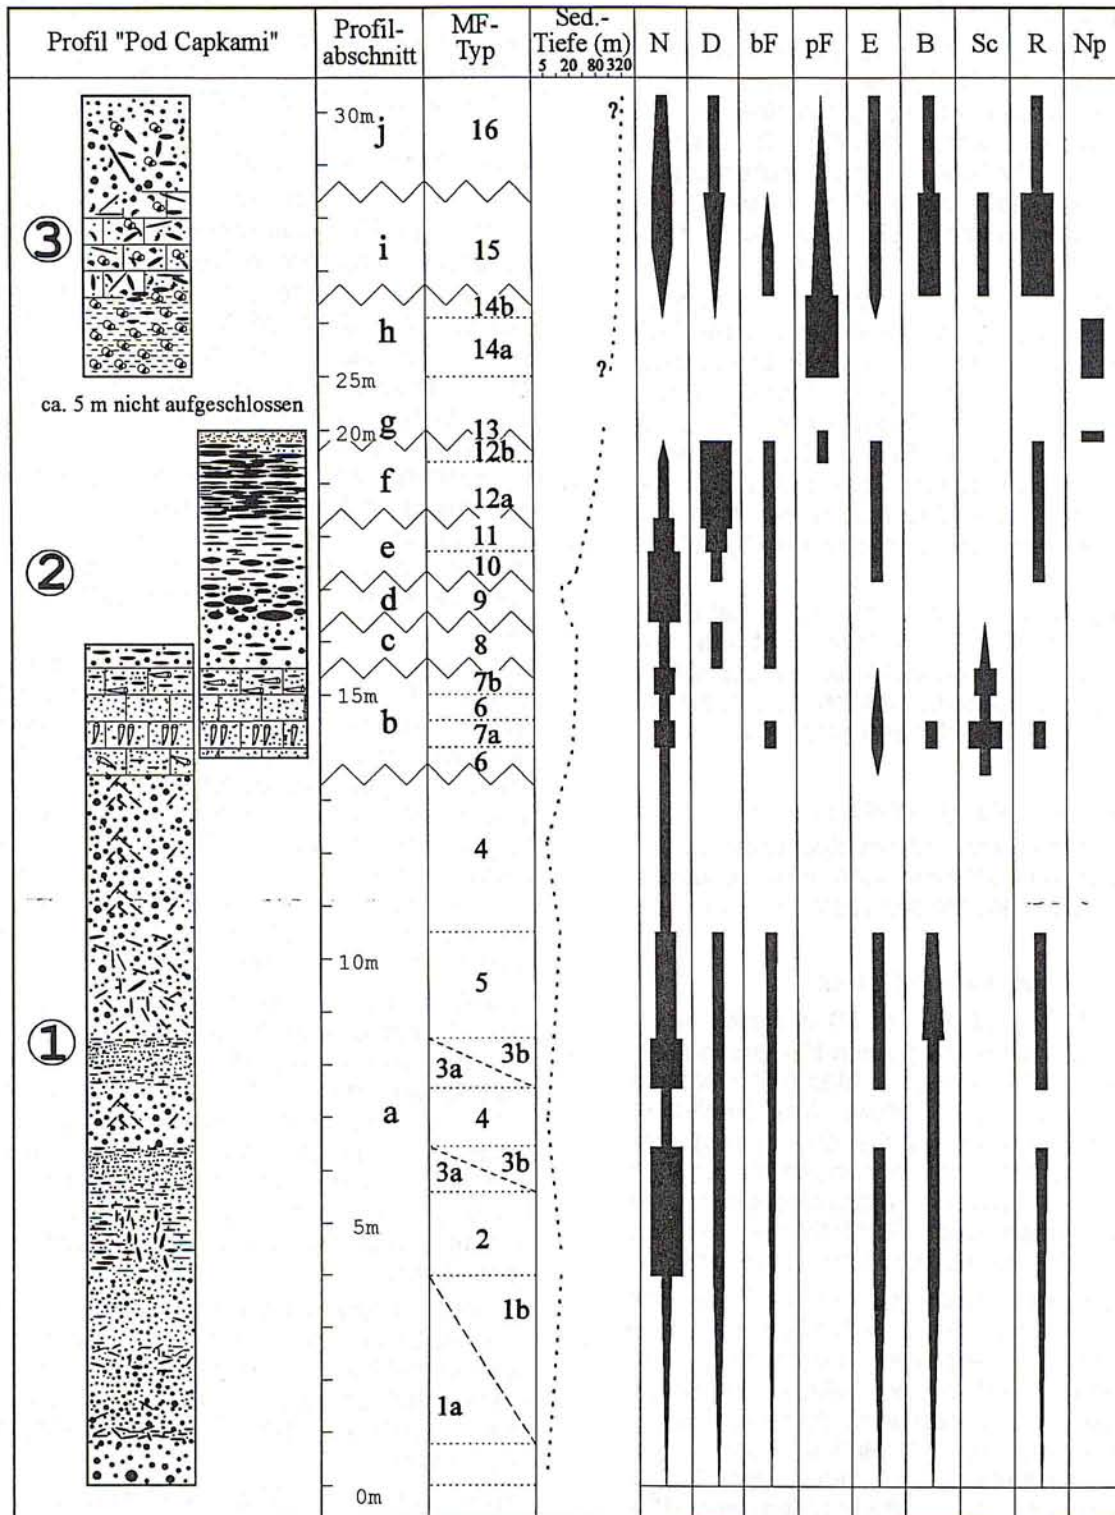 Profil "Pod Capkami"
Profil-
abschnitt
MF-
Typ
Sed.-
Tiefe (m)
5 20 80 320
N D bF pF E B Sc R Np
30m
j
16
?
③
i
15
14b
h
14a
?
25m
ca. 5 m nicht aufgeschlossen
20m
g
13
12b
f
12a
②
e
11
10
d
9
c
8
7b
15m
6
b
7a
6
4
10m
5
①
3b
3a
a
4
3b
3a
5m
2
1b
1a
0m